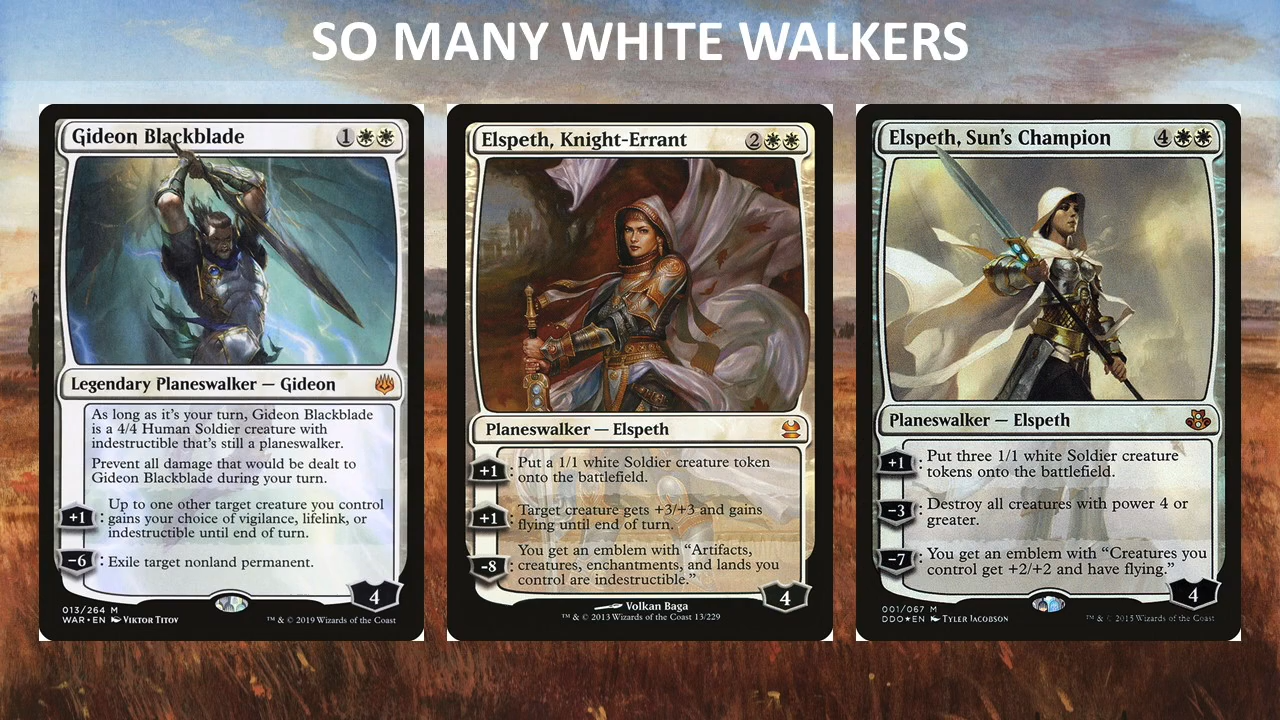 SO MANY WHITE WALKERS
Gideon Blackblade 1
Legendary Planeswalker — Gideon
As long as it's your turn, Gideon Blackblade
is a 4/4 Human Soldier creature with
indestructible that's still a planeswalker.
Prevent all damage that would be dealt to
Gideon Blackblade during your turn.
Up to one other target creature you control
+1: gains your choice of vigilance, lifelink, or
indestructible until end of turn.
-6: Exile target nonland permanent.
4
013/264 M
WAR • EN Viktor Titov ™ & © 2019 Wizards of the Coast
Elspeth, Knight-Errant 2
Planeswalker — Elspeth
+1: Put a 1/1 white Soldier creature token
onto the battlefield.
+1: Target creature gets +3/+3 and gains
flying until end of turn.
You get an emblem with "Artifacts,
-8: creatures, enchantments, and lands you
control are indestructible."
4
Volkan Baga
™ & © 2013 Wizards of the Coast 13/229
Elspeth, Sun's Champion 4
Planeswalker — Elspeth
+1: Put three 1/1 white Soldier creature
tokens onto the battlefield.
-3: Destroy all creatures with power 4 or
greater.
-7: You get an emblem with "Creatures you
control get +2/+2 and have flying."
4
001/067 M
DDO★EN Tyler Jacobson ™ & © 2015 Wizards of the Coast